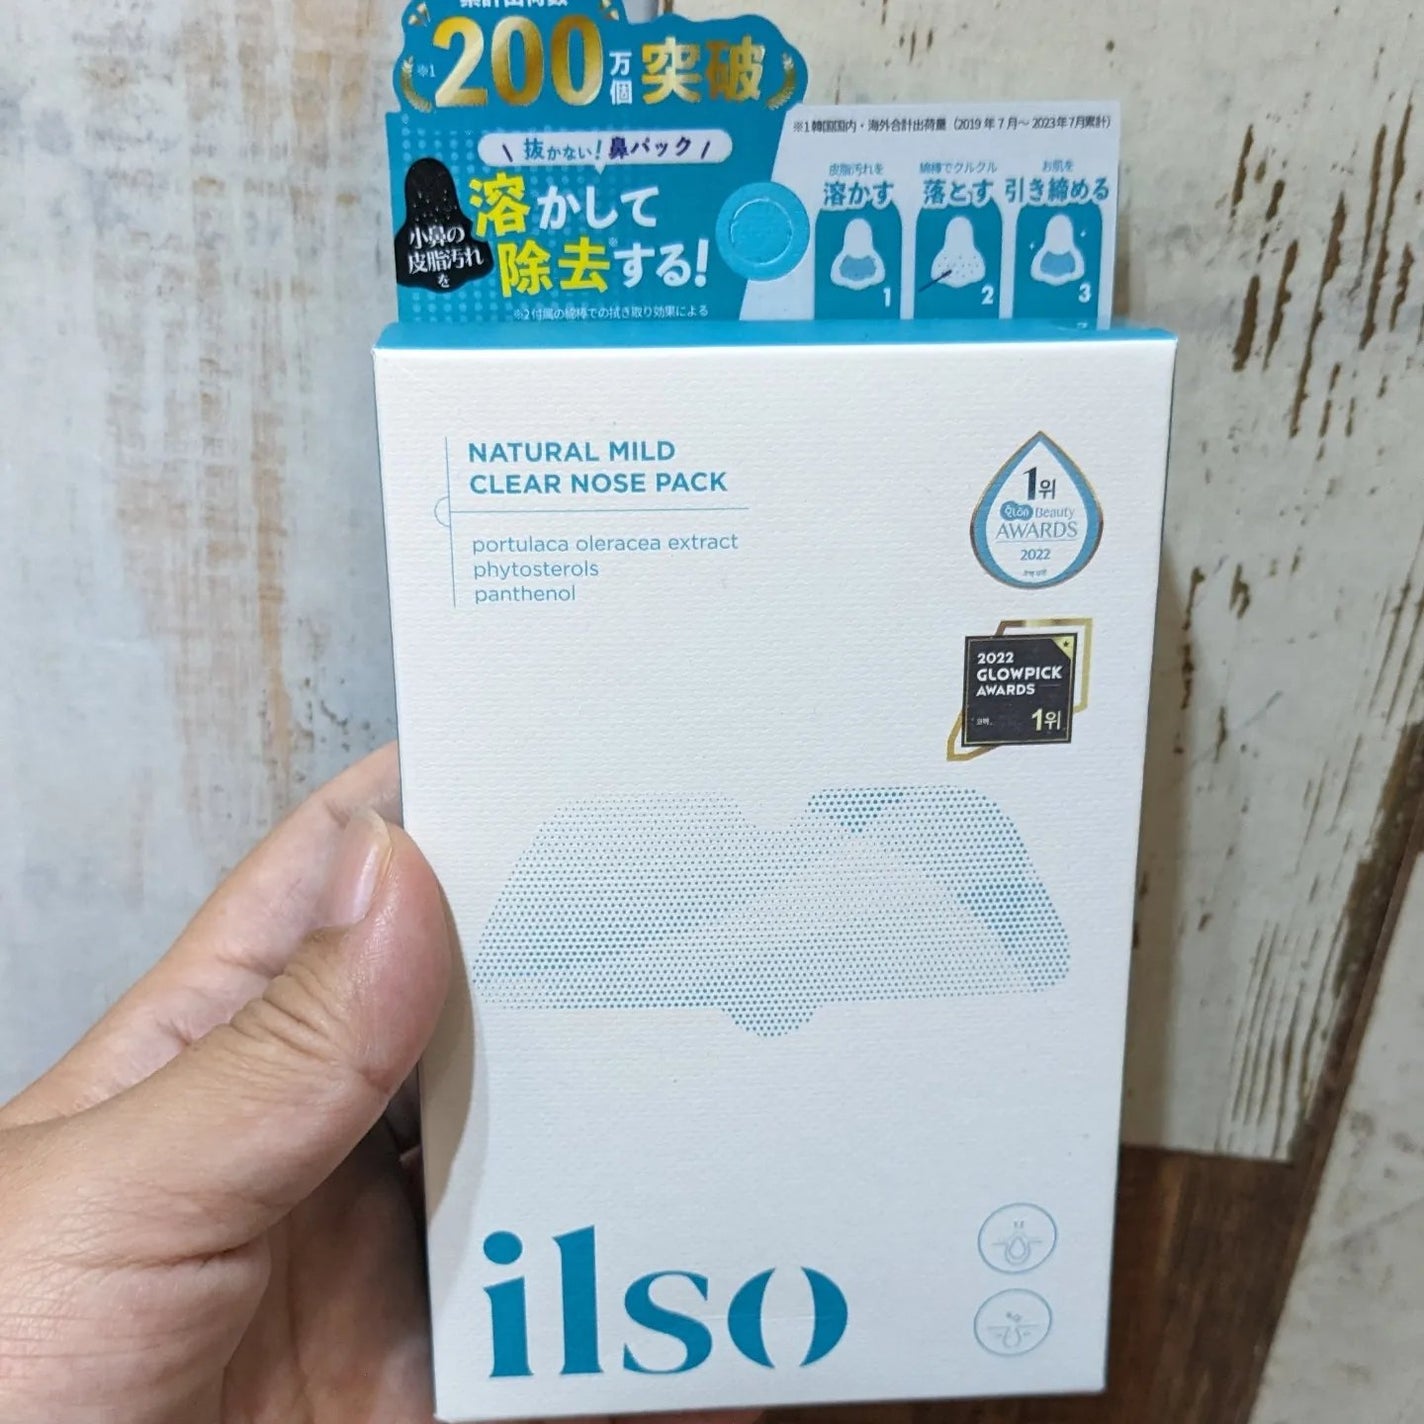 累計出荷数
※1 200万個突破
※1 韓国国内・海外合計出荷量（2019年7月～2023年7月累計）
\ 抜かない！鼻パック /
小鼻の
皮脂汚れ
を
溶かして
除去する！
※2 付属の綿棒での拭き取り効果による
皮脂汚れを
溶かす
1
綿棒でクルクル
落とす
2
お肌を
引き締める
3
NATURAL MILD
CLEAR NOSE PACK
portulaca oleracea extract
phytosterols
panthenol
1위
Beauty
AWARDS
2022
2022
GLOWPICK
AWARDS
1위
ilso